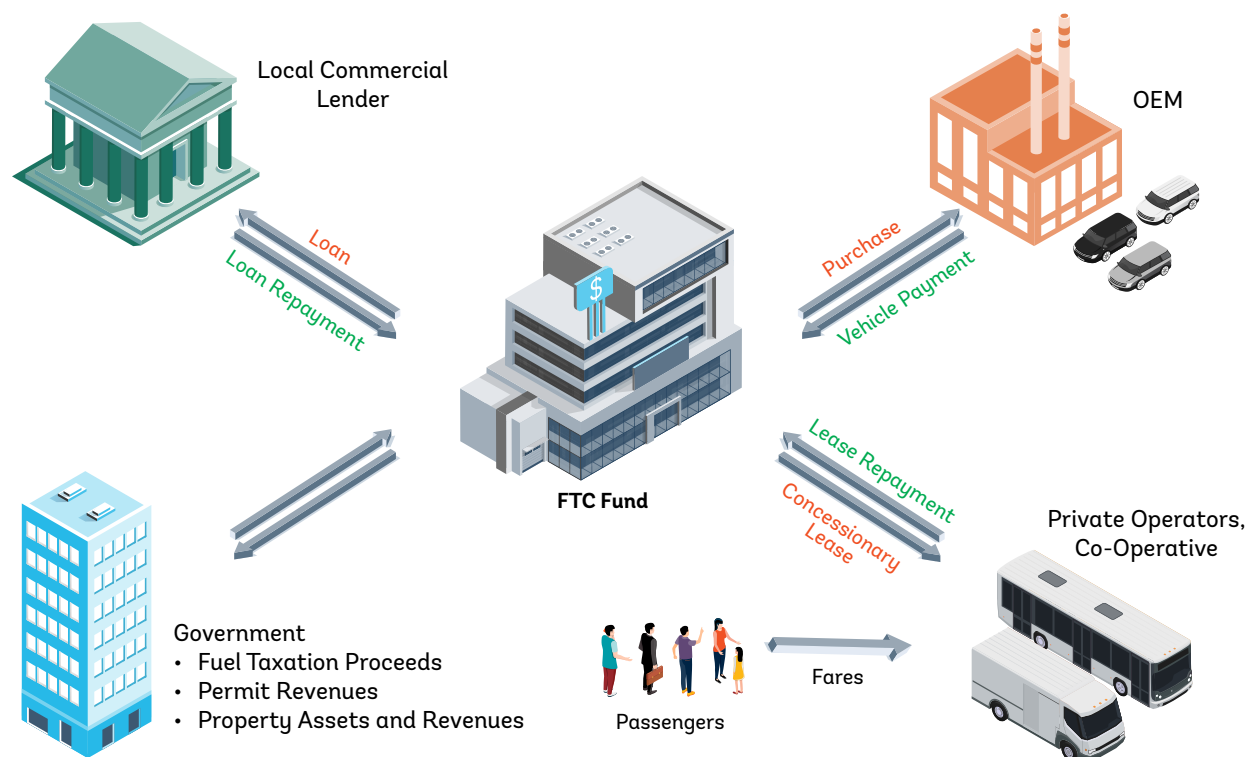 Local Commercial
Lender
OEM
Loan
Loan Repayment
Purchase
Vehicle Payment
$
FTC Fund
Lease Repayment
Concessionary
Lease
Private Operators,
Co-Operative
Government
• Fuel Taxation Proceeds
• Permit Revenues
• Property Assets and Revenues
Passengers
Fares